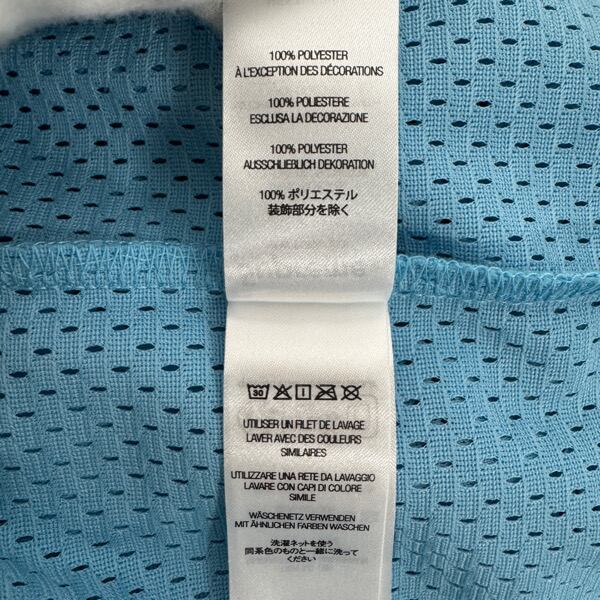 100% POLYESTER
À L'EXCEPTION DES DÉCORATIONS
100% POLIESTERE
ESCLUSA LA DECORAZIONE
100% POLYESTER
AUSSCHLIEBLICH DEKORATION
100% ポリエステル
装飾部分を除く
30
UTILISER UN FILET DE LAVAGE
LAVER AVEC DES COULEURS
SIMILAIRES
UTILIZZARE UNA RETE DA LAVAGGIO
LAVARE CON CAPI DI COLORE
SIMILE
WÄSCHENETZ VERWENDEN
MIT ÄHNLICHEN FARBEN WASCHEN
洗濯ネットを使う
同系色のものと一緒に洗って
ください